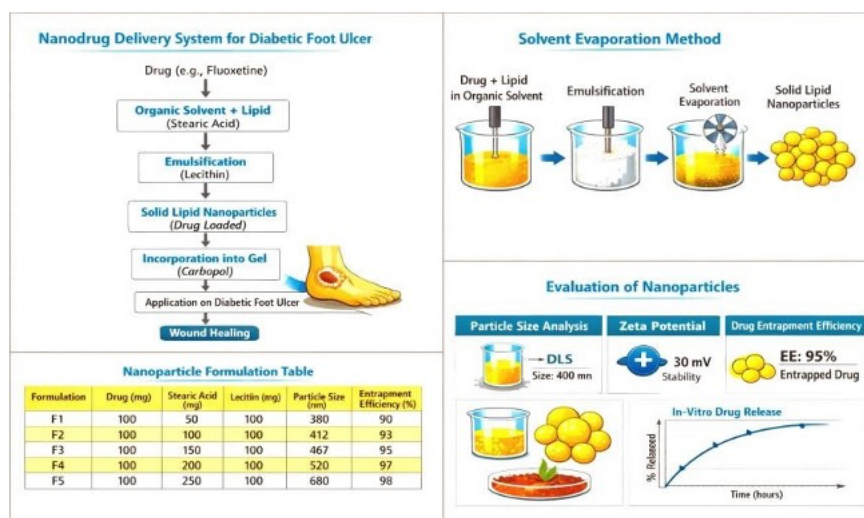 Nanodrug Delivery System for Diabetic Foot Ulcer
Drug (e.g., Fluoxetine)
Organic Solvent + Lipid
(Stearic Acid)
Emulsification
(Lecithin)
Solid Lipid Nanoparticles
(Drug Loaded)
Incorporation into Gel
(Carbopol)
Application on Diabetic Foot Ulcer
Wound Healing
Solvent Evaporation Method
Drug + Lipid
in Organic Solvent
Emulsification
Solvent
Evaporation
Solid Lipid
Nanoparticles
Nanoparticle Formulation Table
Formulation Drug (mg) Stearic Acid (mg) Lecitiin (mg) Particle Size (nm) Entrapment Efficiency (%)
F1 100 50 100 380 90
F2 100 100 100 412 93
F3 100 150 100 467 95
F4 100 200 100 520 97
F5 100 250 100 680 98
Evaluation of Nanoparticles
Particle Size Analysis
DLS
Size: 400 mn
Zeta Potential
30 mV
Stability
Drug Entrapment Efficiency
EE: 95%
Entrapped Drug
In-Vitro Drug Release
% Relaseed
Time (hours)